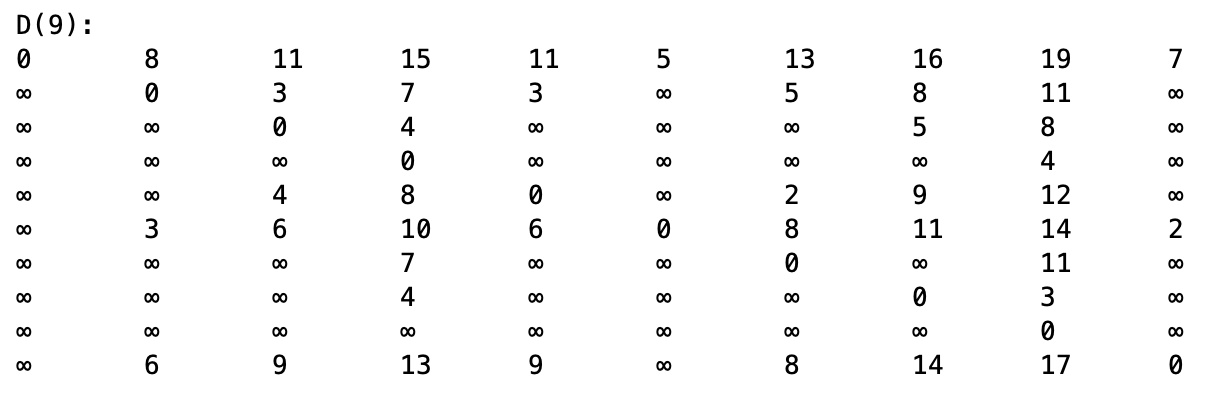 D(9):
0 8 11 15 11 5 13 16 19 7
∞ 0 3 7 3 ∞ 5 8 11 ∞
∞ ∞ 0 4 ∞ ∞ ∞ 5 8 ∞
∞ ∞ ∞ 0 ∞ ∞ ∞ ∞ 4 ∞
∞ ∞ 4 8 0 ∞ 2 9 12 ∞
∞ 3 6 10 6 0 8 11 14 2
∞ ∞ ∞ 7 ∞ ∞ 0 ∞ 11 ∞
∞ ∞ ∞ 4 ∞ ∞ ∞ 0 3 ∞
∞ ∞ ∞ ∞ ∞ ∞ ∞ ∞ 0 ∞
∞ 6 9 13 9 ∞ 8 14 17 0